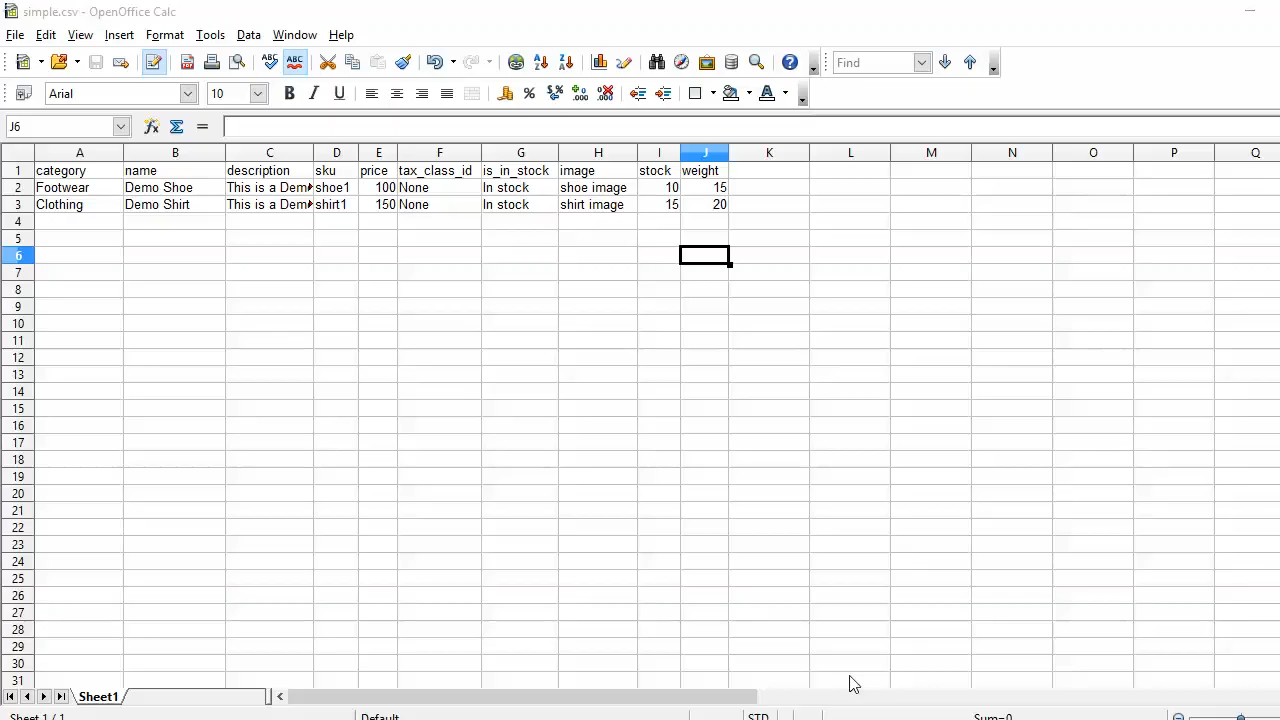 simple.csv - OpenOffice Calc
File Edit View Insert Format Tools Data Window Help
Find
Arial 10
J6
A B C D E F G H I J K L M N O P Q
1 category name description sku price tax_class_id is_in_stock image stock weight
2 Footwear Demo Shoe This is a Dem shoe1 100 None In stock shoe image 10 15
3 Clothing Demo Shirt This is a Dem shirt1 150 None In stock shirt image 15 20
4
5
6
7
8
9
10
11
12
13
14
15
16
17
18
19
20
21
22
23
24
25
26
27
28
29
30
31
Sheet1
Sheet 1 / 1 Default STD Sum=0